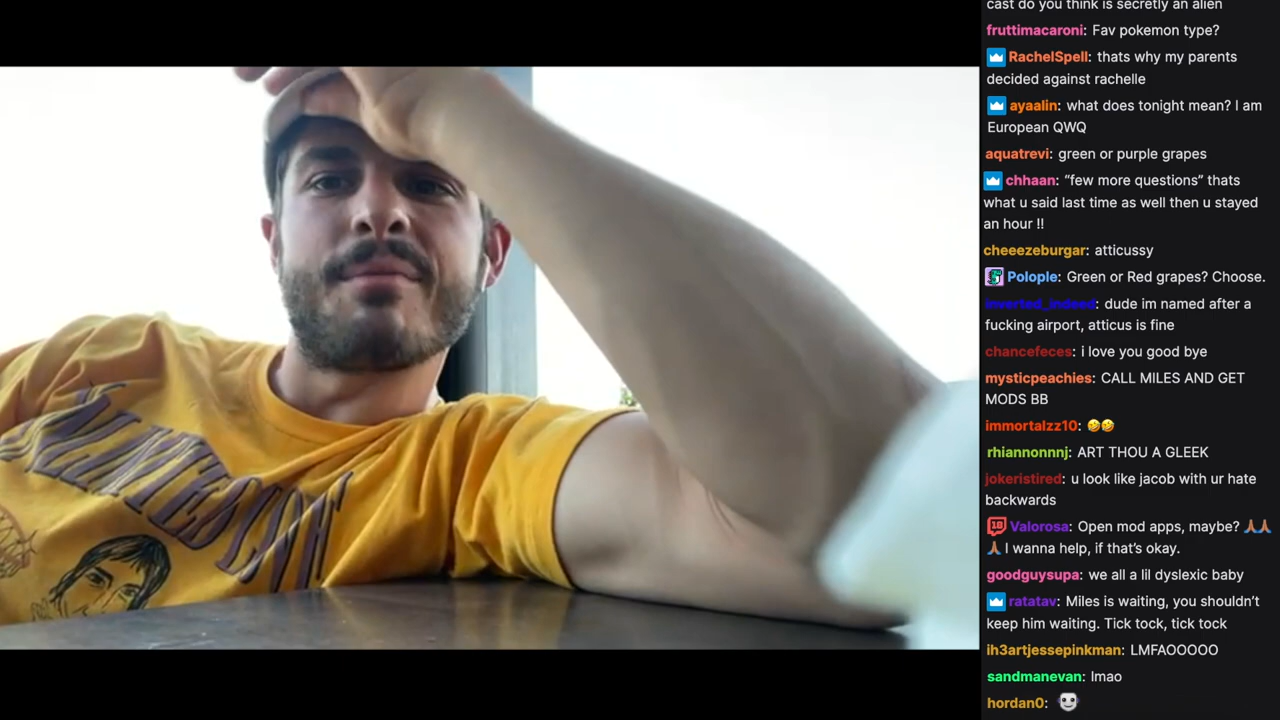 cast do you think is secretly an alien
fruttimacaroni: Fav pokemon type?
RachelSpell: thats why my parents
decided against rachelle
ayaalin: what does tonight mean? I am
European QWQ
aquatrevi: green or purple grapes
chhaan: “few more questions” thats
what u said last time as well then u stayed
an hour !!
cheeezeburgar: atticussy
Polople: Green or Red grapes? Choose.
inverted_indeed: dude im named after a
fucking airport, atticus is fine
chancefeces: i love you good bye
mysticpeachies: CALL MILES AND GET
MODS BB
immortalzz10: 🤣🤣
rhiannonnnj: ART THOU A GLEEK
jokeristired: u look like jacob with ur hate
backwards
Valorosa: Open mod apps, maybe? 🙏🏾🙏🏾
🙏🏾 I wanna help, if that’s okay.
goodguysupa: we all a lil dyslexic baby
ratatav: Miles is waiting, you shouldn’t
keep him waiting. Tick tock, tick tock
ih3artjessepinkman: LMFAOOOOO
sandmanevan: lmao
hordan0: